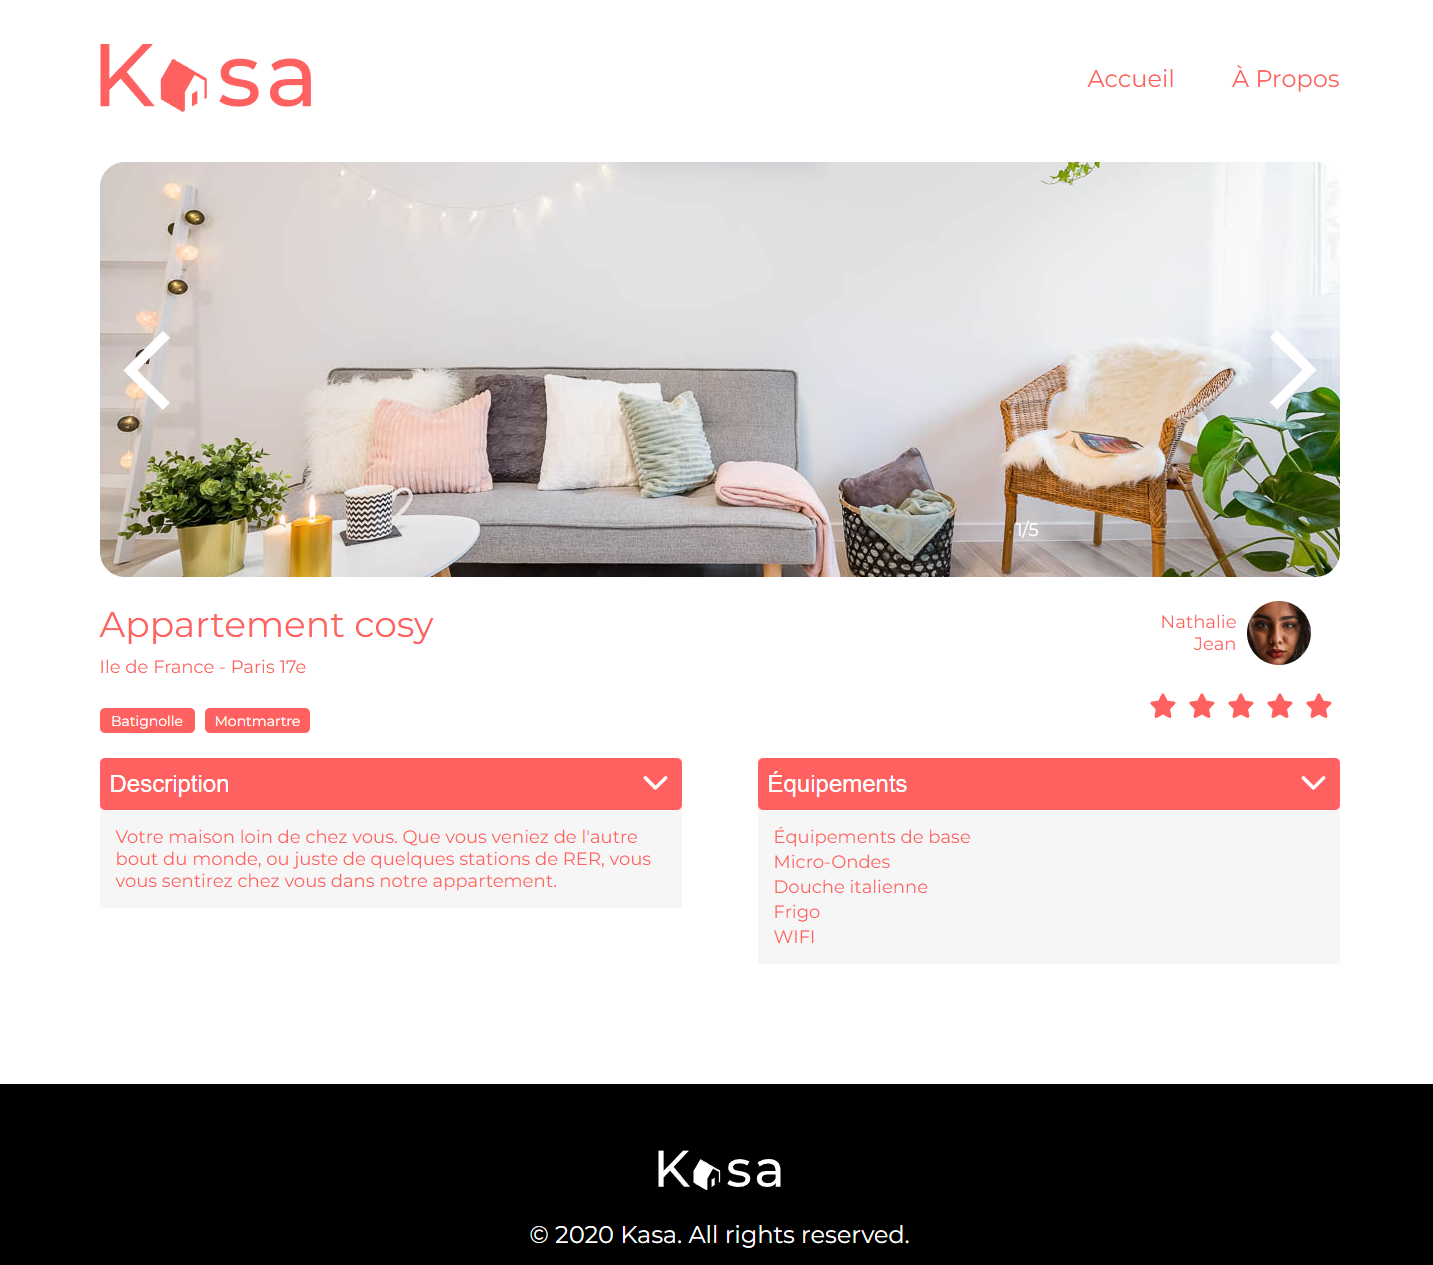 Kasa
Accueil À Propos
1/5
Appartement cosy
Ile de France - Paris 17e
Batignolle Montmartre
Nathalie
Jean
Description
Votre maison loin de chez vous. Que vous veniez de l'autre
bout du monde, ou juste de quelques stations de RER, vous
vous sentirez chez vous dans notre appartement.
Équipements
Équipements de base
Micro-Ondes
Douche italienne
Frigo
WIFI
Kasa
© 2020 Kasa. All rights reserved.